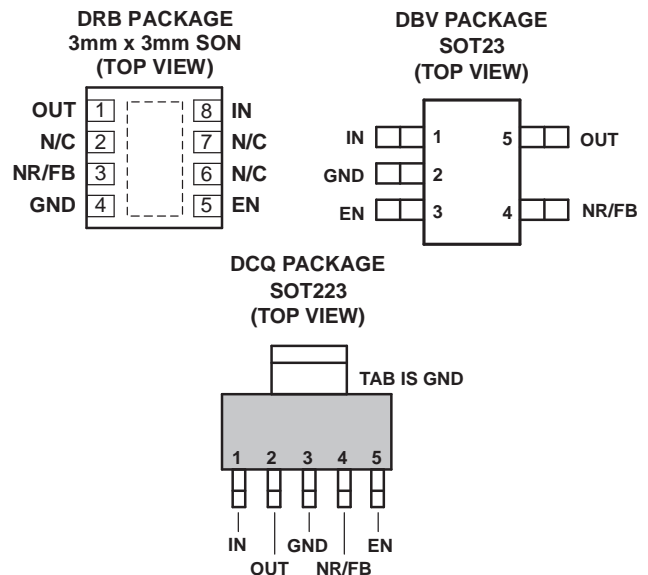 DRB PACKAGE
3mm x 3mm SON
(TOP VIEW)
OUT 1 8 IN
N/C 2 7 N/C
NR/FB 3 6 N/C
GND 4 5 EN
DBV PACKAGE
SOT23
(TOP VIEW)
IN 1 5 OUT
GND 2
EN 3 4 NR/FB
DCQ PACKAGE
SOT223
(TOP VIEW)
TAB IS GND
1 2 3 4 5
IN GND EN
OUT NR/FB